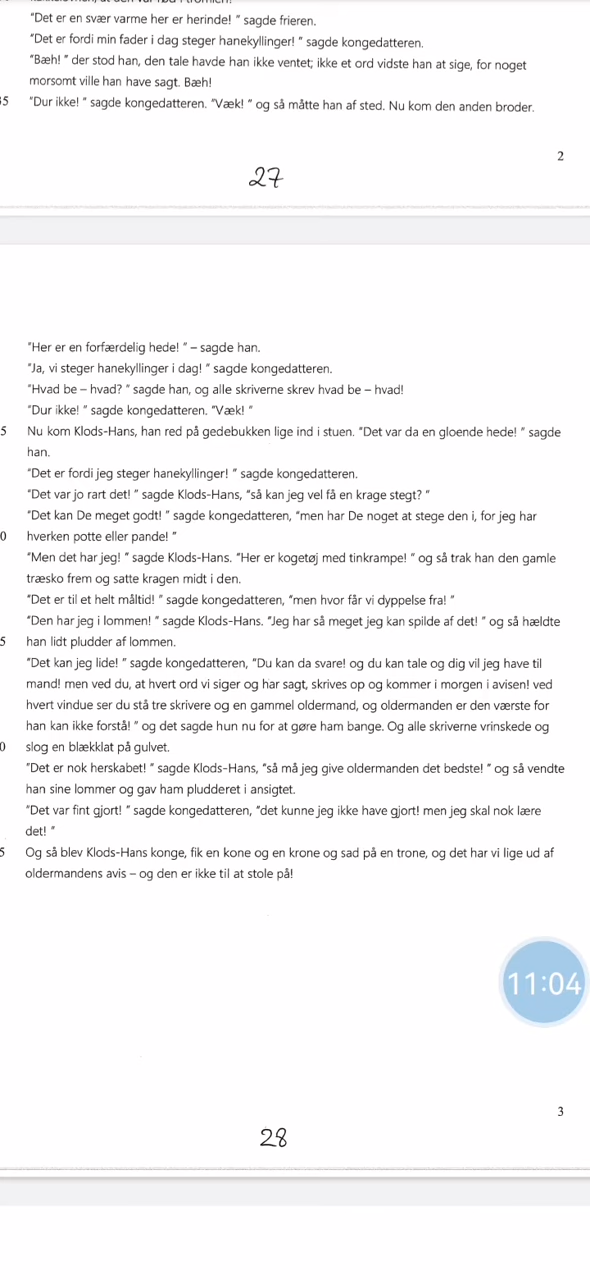 "Det er en svær varme her er herinde! " sagde frieren.
"Det er fordi min fader i dag steger hanekyllinger! " sagde kongedatteren.
"Bæh! " der stod han, den tale havde han ikke ventet; ikke et ord vidste han at sige, for noget
morsomt ville han have sagt. Bæh!
35 "Dur ikke! " sagde kongedatteren. "Væk! " og så måtte han af sted. Nu kom den anden broder.
2
27
"Her er en forfærdelig hede! " – sagde han.
"Ja, vi steger hanekyllinger i dag! " sagde kongedatteren.
"Hvad be – hvad? " sagde han, og alle skriverne skrev hvad be – hvad!
"Dur ikke! " sagde kongedatteren. "Væk! "
5 Nu kom Klods-Hans, han red på gedebukken lige ind i stuen. "Det var da en gloende hede! " sagde
han.
"Det er fordi jeg steger hanekyllinger! " sagde kongedatteren.
"Det var jo rart det! " sagde Klods-Hans, "så kan jeg vel få en krage stegt? "
"Det kan De meget godt! " sagde kongedatteren, "men har De noget at stege den i, for jeg har
0 hverken potte eller pande! "
"Men det har jeg! " sagde Klods-Hans. "Her er kogetøj med tinkrampe! " og så trak han den gamle
træsko frem og satte kragen midt i den.
"Det er til et helt måltid! " sagde kongedatteren, "men hvor får vi dyppelse fra! "
"Den har jeg i lommen! " sagde Klods-Hans. "Jeg har så meget jeg kan spilde af det! " og så hældte
5 han lidt pludder af lommen.
"Det kan jeg lide! " sagde kongedatteren, "Du kan da svare! og du kan tale og dig vil jeg have til
mand! men ved du, at hvert ord vi siger og har sagt, skrives op og kommer i morgen i avisen! ved
hvert vindue ser du stå tre skrivere og en gammel oldermand, og oldermanden er den værste for
han kan ikke forstå! " og det sagde hun nu for at gøre ham bange. Og alle skriverne vrinskede og
0 slog en blækklat på gulvet.
"Det er nok herskabet! " sagde Klods-Hans, "så må jeg give oldermanden det bedste! " og så vendte
han sine lommer og gav ham pludderet i ansigtet.
"Det var fint gjort! " sagde kongedatteren, "det kunne jeg ikke have gjort! men jeg skal nok lære
det! "
5 Og så blev Klods-Hans konge, fik en kone og en krone og sad på en trone, og det har vi lige ud af
oldermandens avis – og den er ikke til at stole på!
11:04
3
28